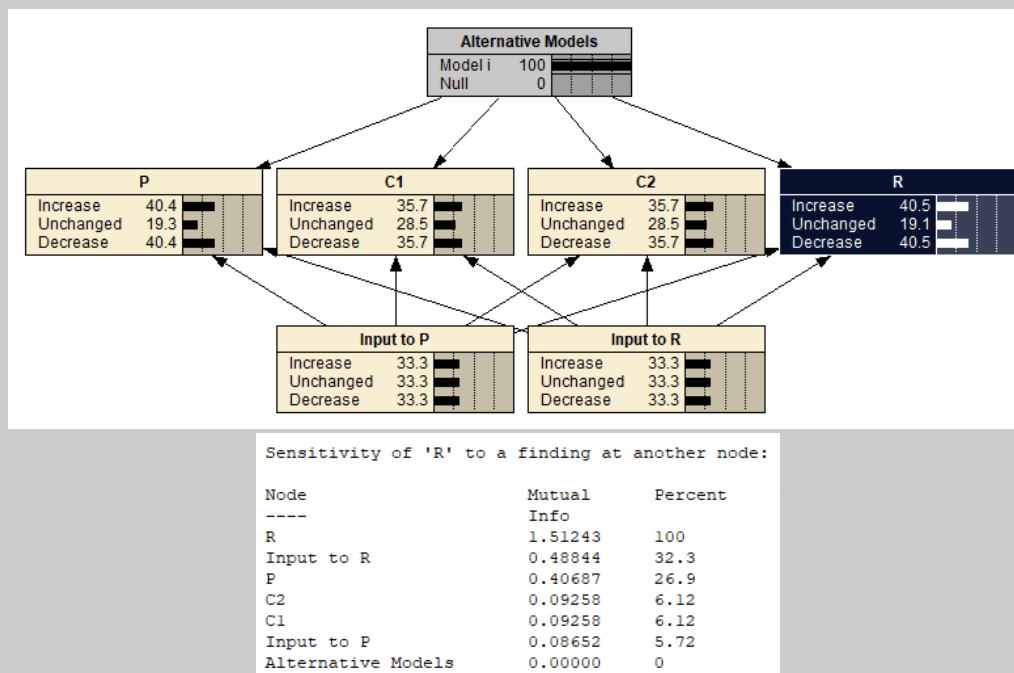 Alternative Models
Model i 100
Null 0
P
Increase 40.4
Unchanged 19.3
Decrease 40.4
C1
Increase 35.7
Unchanged 28.5
Decrease 35.7
C2
Increase 35.7
Unchanged 28.5
Decrease 35.7
R
Increase 40.5
Unchanged 19.1
Decrease 40.5
Input to P
Increase 33.3
Unchanged 33.3
Decrease 33.3
Input to R
Increase 33.3
Unchanged 33.3
Decrease 33.3
Sensitivity of 'R' to a finding at another node:
Node Mutual Percent
---- Info
R 1.51243 100
Input to R 0.48844 32.3
P 0.40687 26.9
C2 0.09258 6.12
C1 0.09258 6.12
Input to P 0.08652 5.72
Alternative Models 0.00000 0